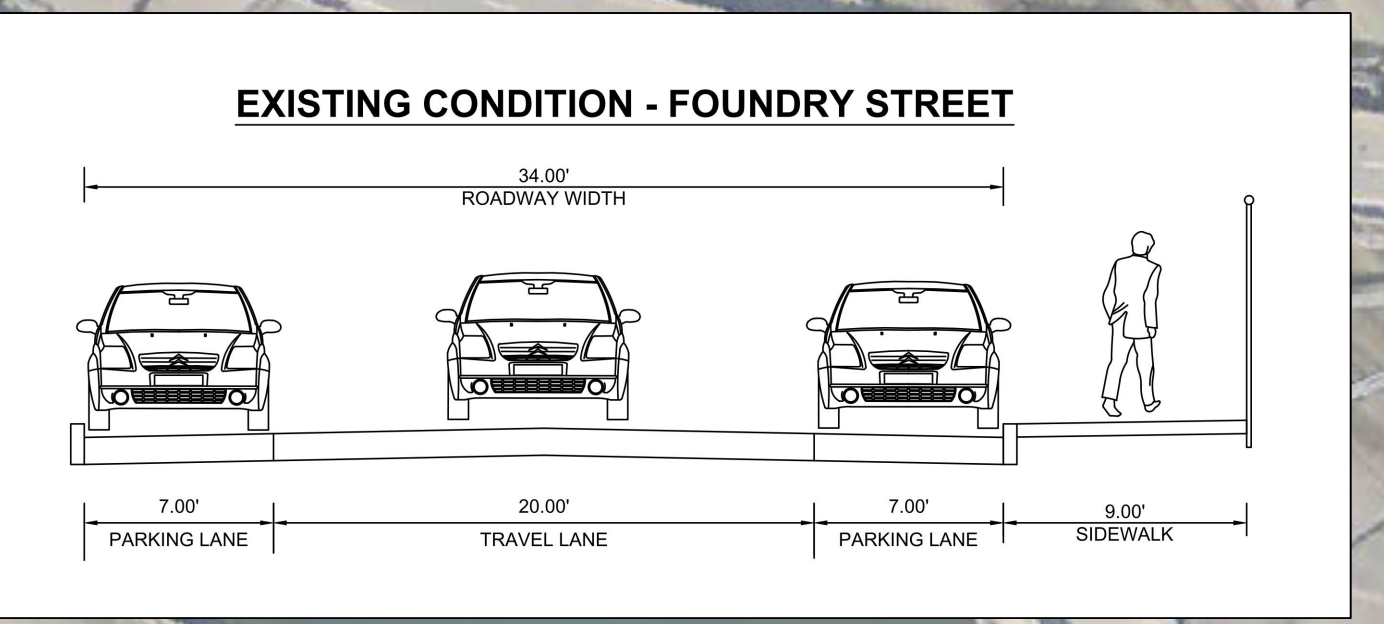 EXISTING CONDITION - FOUNDRY STREET
34.00'
ROADWAY WIDTH
7.00'
PARKING LANE
20.00'
TRAVEL LANE
7.00'
PARKING LANE
9.00'
SIDEWALK